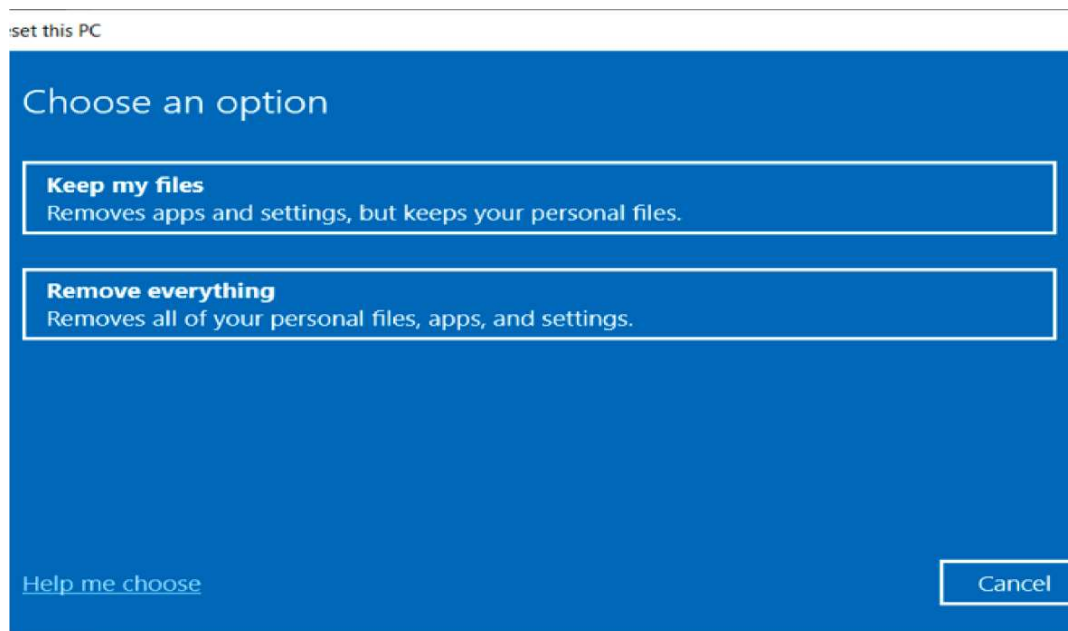 eset this PC
Choose an option
Keep my files
Removes apps and settings, but keeps your personal files.
Remove everything
Removes all of your personal files, apps, and settings.
Help me choose
Cancel